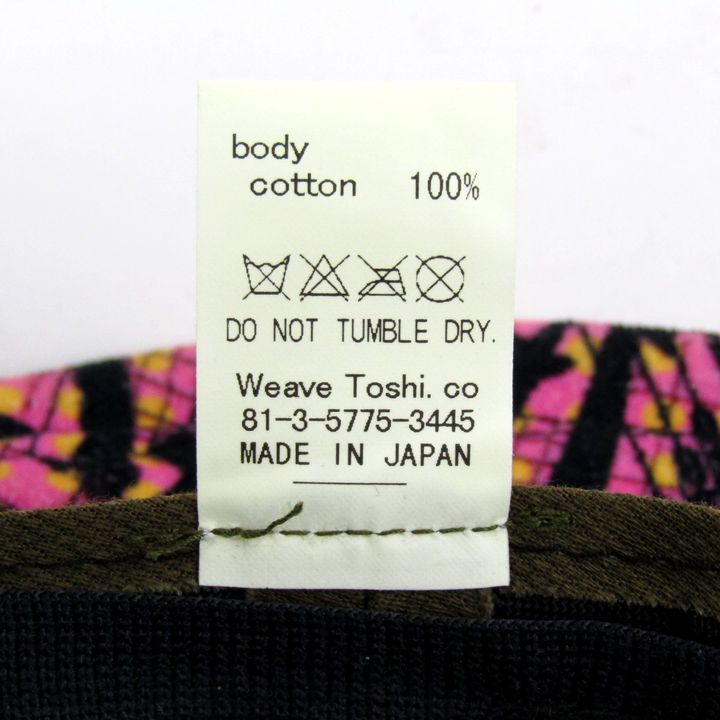 body
cotton 100%
DO NOT TUMBLE DRY.
Weave Toshi. co
81-3-5775-3445
MADE IN JAPAN